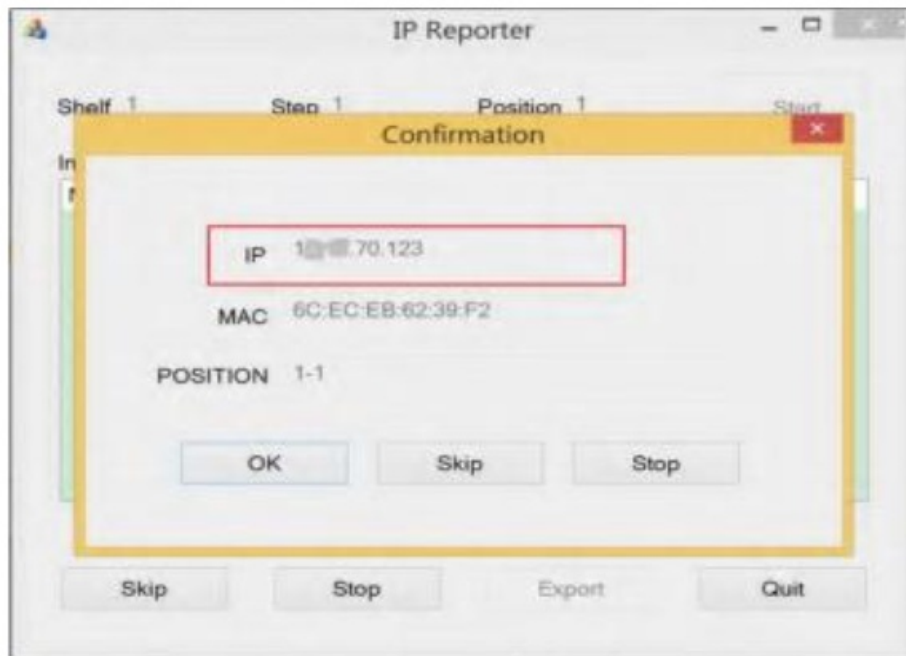 IP Reporter
Shelf 1 Step 1 Position 1 Start
Confirmation
In
IP .70.123
MAC 6C:EC:EB:62:39:F2
POSITION 1-1
OK Skip Stop
Skip Stop Export Quit